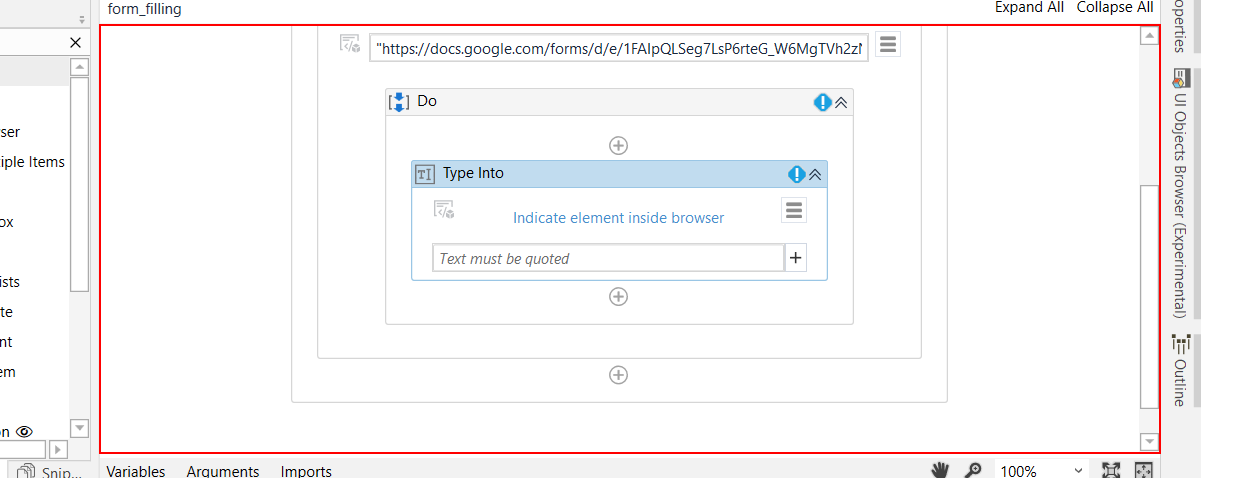 form_filling
Expand All Collapse All
"https://docs.google.com/forms/d/e/1FAIpQLSeg7LsP6rteG_W6MgTVh2zN
Do
Type Into
Indicate element inside browser
Text must be quoted
ser
tiple Items
ox
ists
te
nt
em
on
Snip...
operties
UI Objects Browser (Experimental)
Outline
Variables Arguments Imports
100%